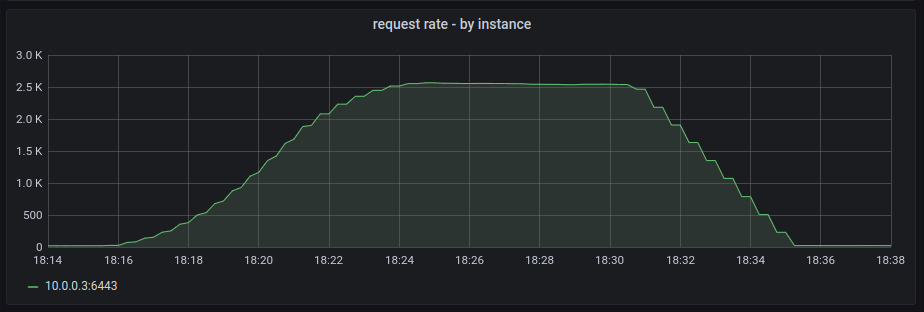 request rate - by instance
3.0 K
2.5 K
2.0 K
1.5 K
1.0 K
500
0
18:14 18:16 18:18 18:20 18:22 18:24 18:26 18:28 18:30 18:32 18:34 18:36 18:38
10.0.0.3:6443